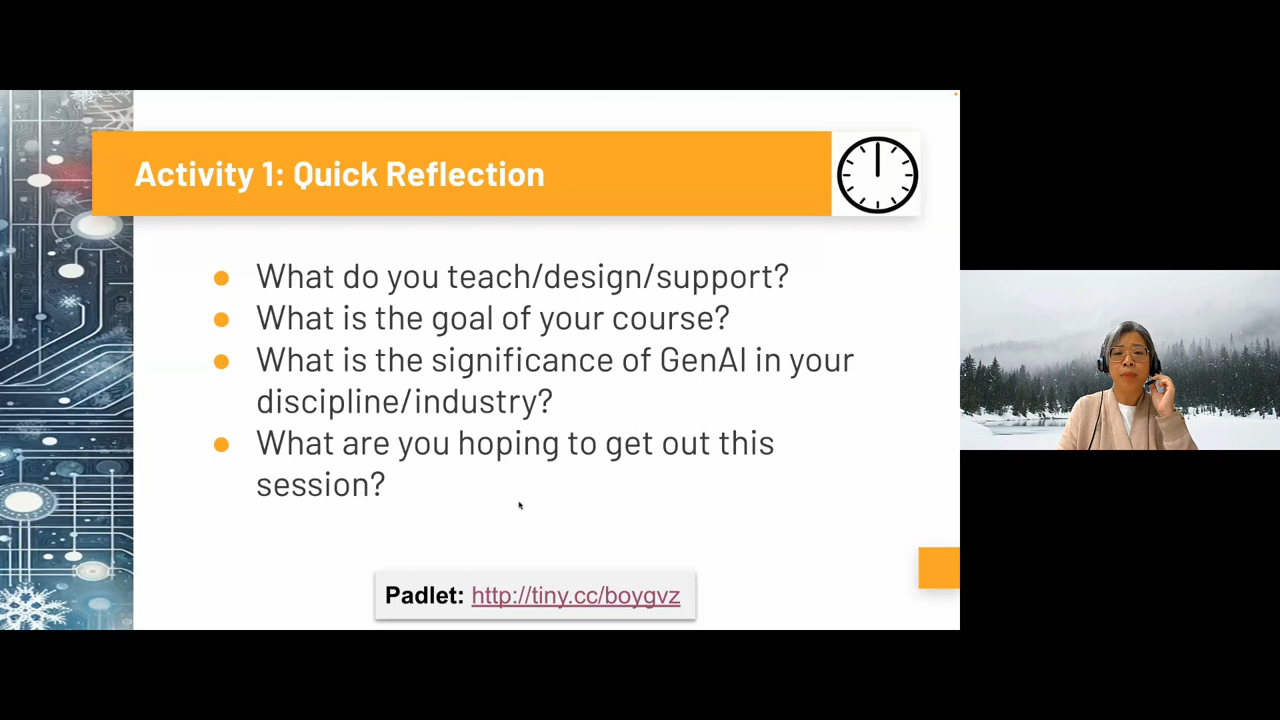 Activity 1: Quick Reflection
● What do you teach/design/support?
● What is the goal of your course?
● What is the significance of GenAI in your
discipline/industry?
● What are you hoping to get out this
session?
Padlet: http://tiny.cc/boygvz